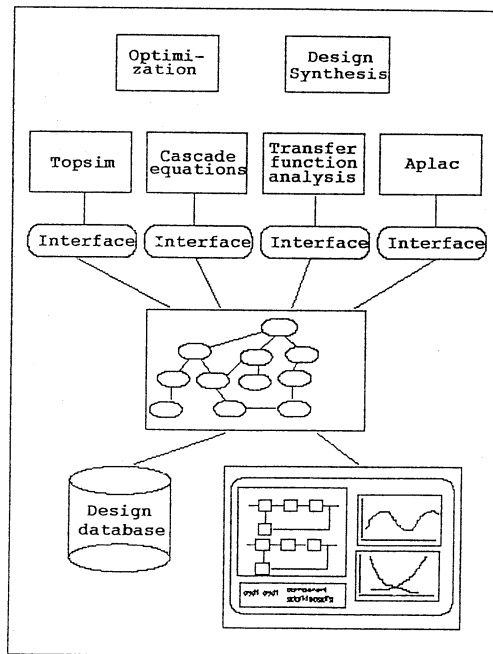 Optimi-
zation
Design
Synthesis
Topsim
Cascade
equations
Transfer
function
analysis
Aplac
Interface
Interface
Interface
Interface
Design
database